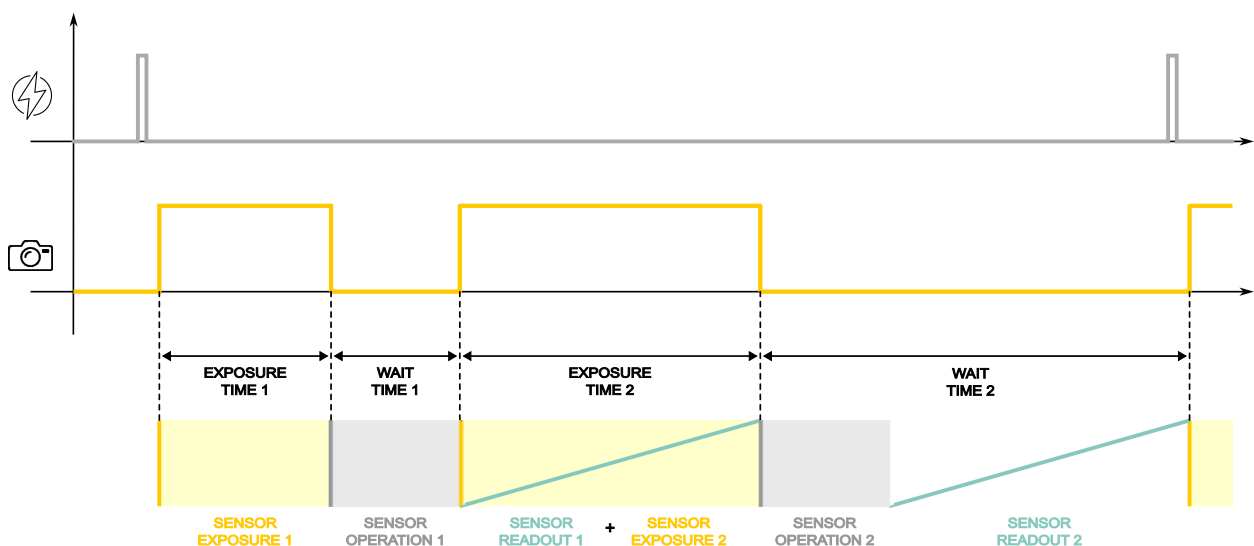 EXPOSURE
TIME 1
WAIT
TIME 1
EXPOSURE
TIME 2
WAIT
TIME 2
SENSOR
EXPOSURE 1
SENSOR
OPERATION 1
SENSOR
READOUT 1
+
SENSOR
EXPOSURE 2
SENSOR
OPERATION 2
SENSOR
READOUT 2